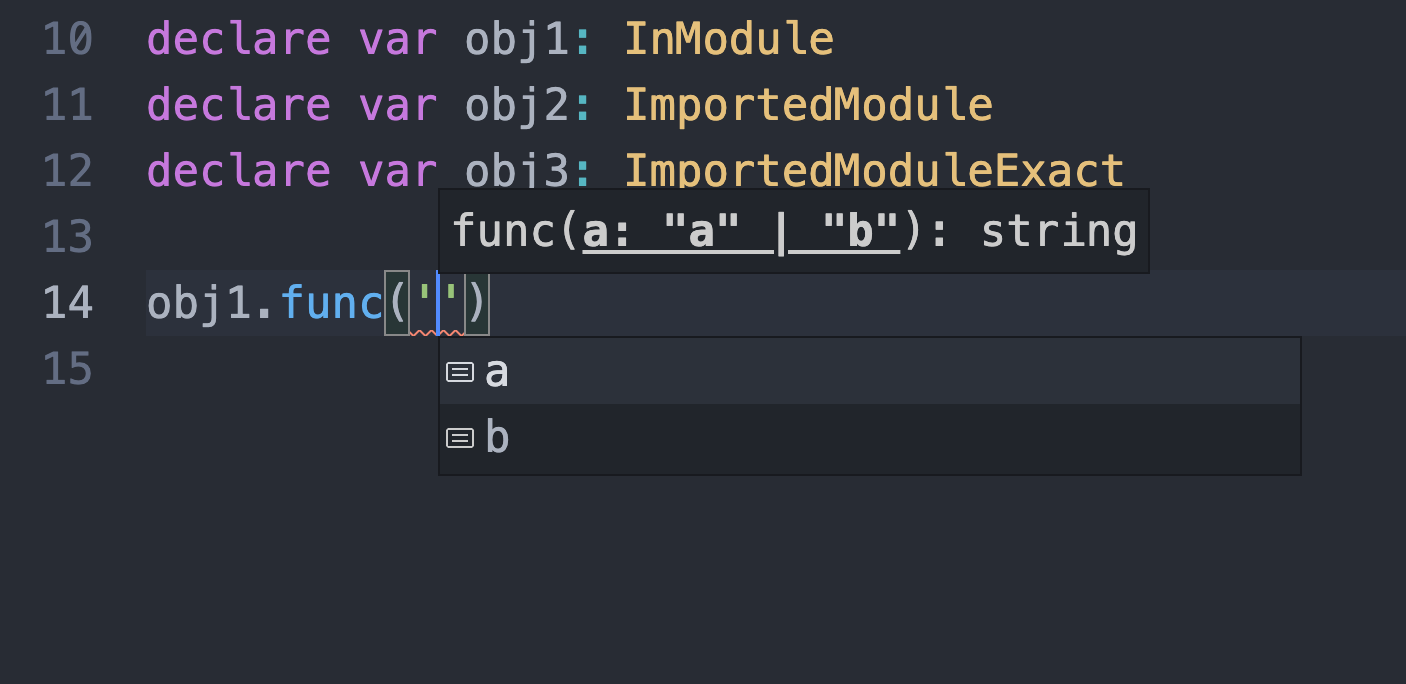 10 declare var obj1: InModule
11 declare var obj2: ImportedModule
12 declare var obj3: ImportedModuleExact
13 func(a: "a" | "b"): string
14 obj1.func('')
15 a
b